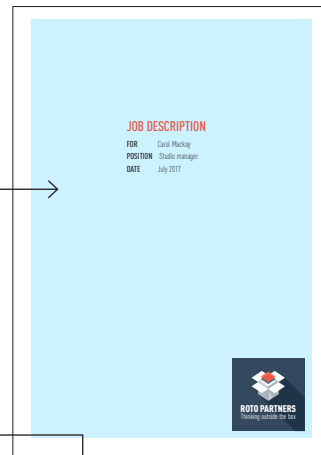 JOB DESCRIPTION
FOR Carol Mackay
POSITION Studio manager
DATE July 2017
ROTO PARTNERS
Thinking outside the box